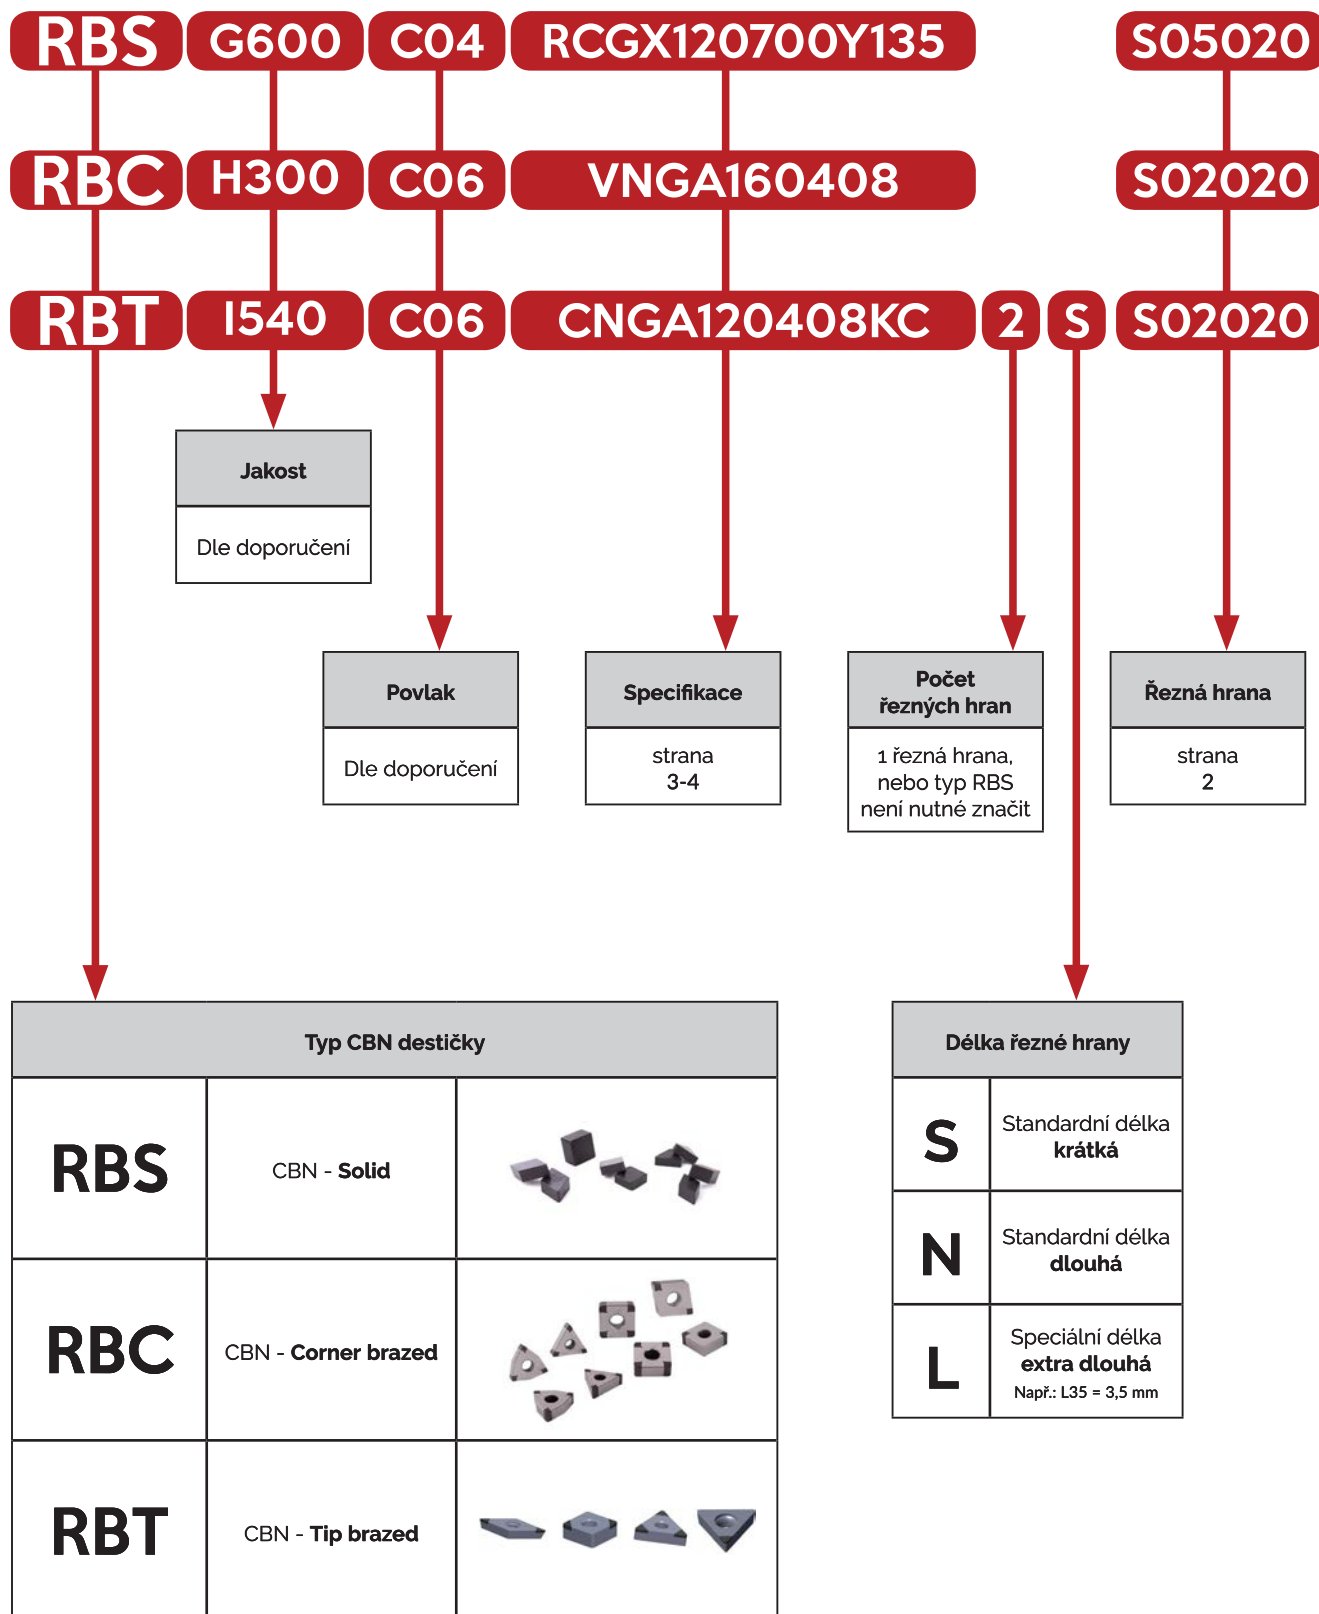 RBS G600 C04 RCGX120700Y135 S05020
RBC H300 C06 VNGA160408 S02020
RBT I540 C06 CNGA120408KC 2 S S02020
Jakost
Dle doporučení
Povlak
Dle doporučení
Specifikace
strana
3-4
Počet
řezných hran
1 řezná hrana,
nebo typ RBS
není nutné značit
Řezná hrana
strana
2
Typ CBN destičky
RBS
CBN - Solid
RBC
CBN - Corner brazed
RBT
CBN - Tip brazed
Délka řezné hrany
S
Standardní délka
krátká
N
Standardní délka
dlouhá
L
Speciální délka
extra dlouhá
Např.: L35 = 3,5 mm